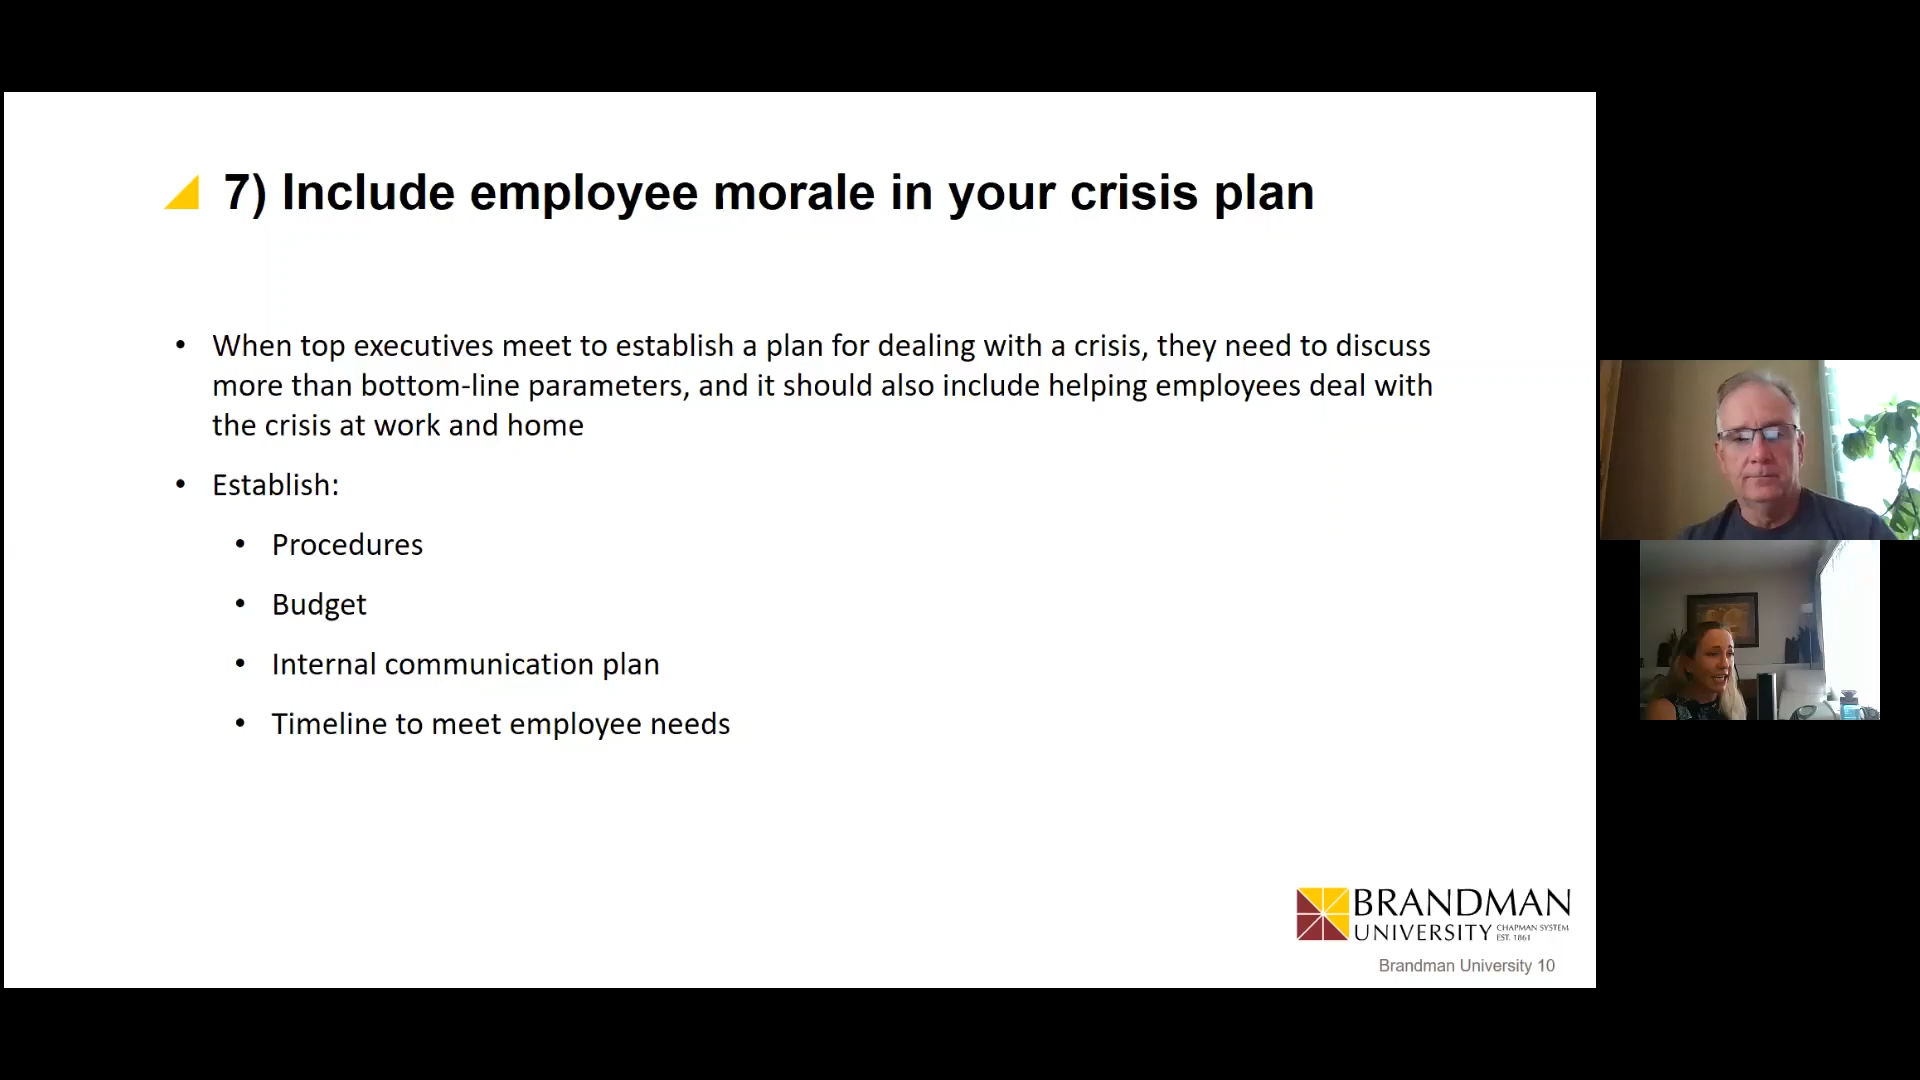 7) Include employee morale in your crisis plan
• When top executives meet to establish a plan for dealing with a crisis, they need to discuss
more than bottom-line parameters, and it should also include helping employees deal with
the crisis at work and home
• Establish:
• Procedures
• Budget
• Internal communication plan
• Timeline to meet employee needs
BRANDMAN
UNIVERSITY CHAPMAN SYSTEM
EST. 1861
Brandman University 10